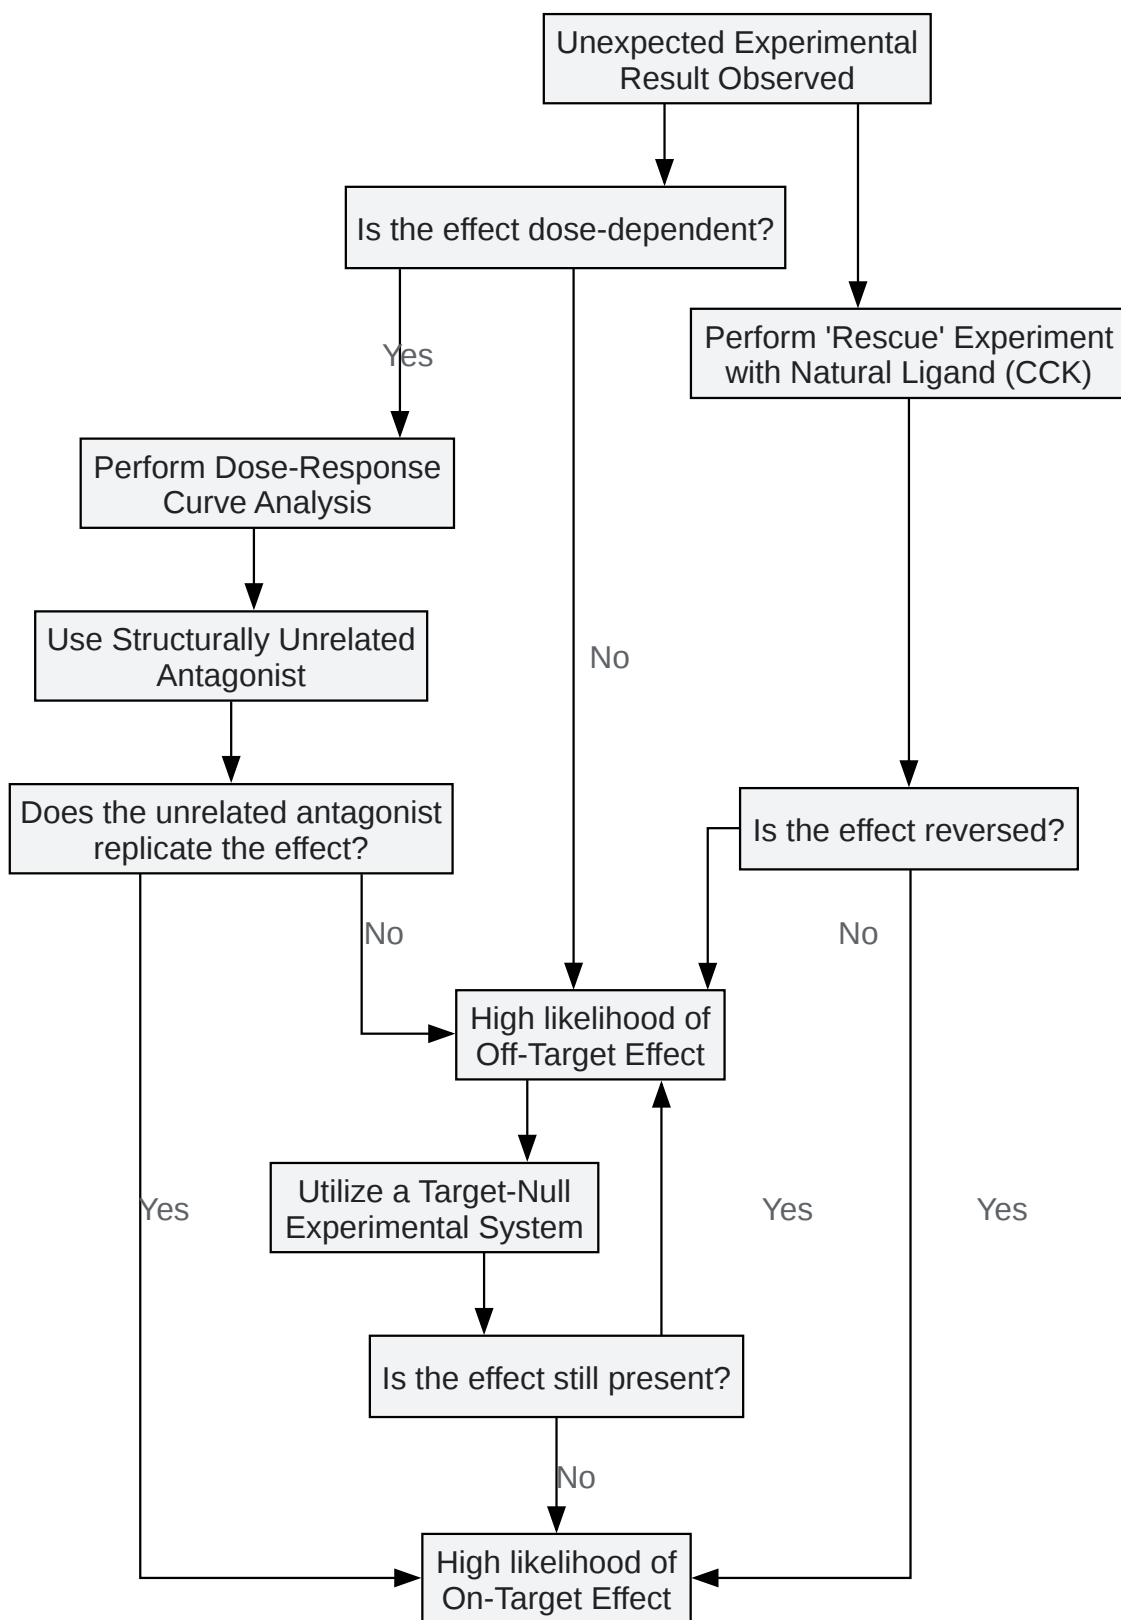 Unexpected Experimental
Result Observed
Is the effect dose-dependent?
Perform 'Rescue' Experiment
with Natural Ligand (CCK)
Yes
Perform Dose-Response
Curve Analysis
Use Structurally Unrelated
Antagonist
No
Does the unrelated antagonist
replicate the effect?
Is the effect reversed?
No
No
High likelihood of
Off-Target Effect
Utilize a Target-Null
Experimental System
Yes
Yes
Yes
Is the effect still present?
No
High likelihood of
On-Target Effect